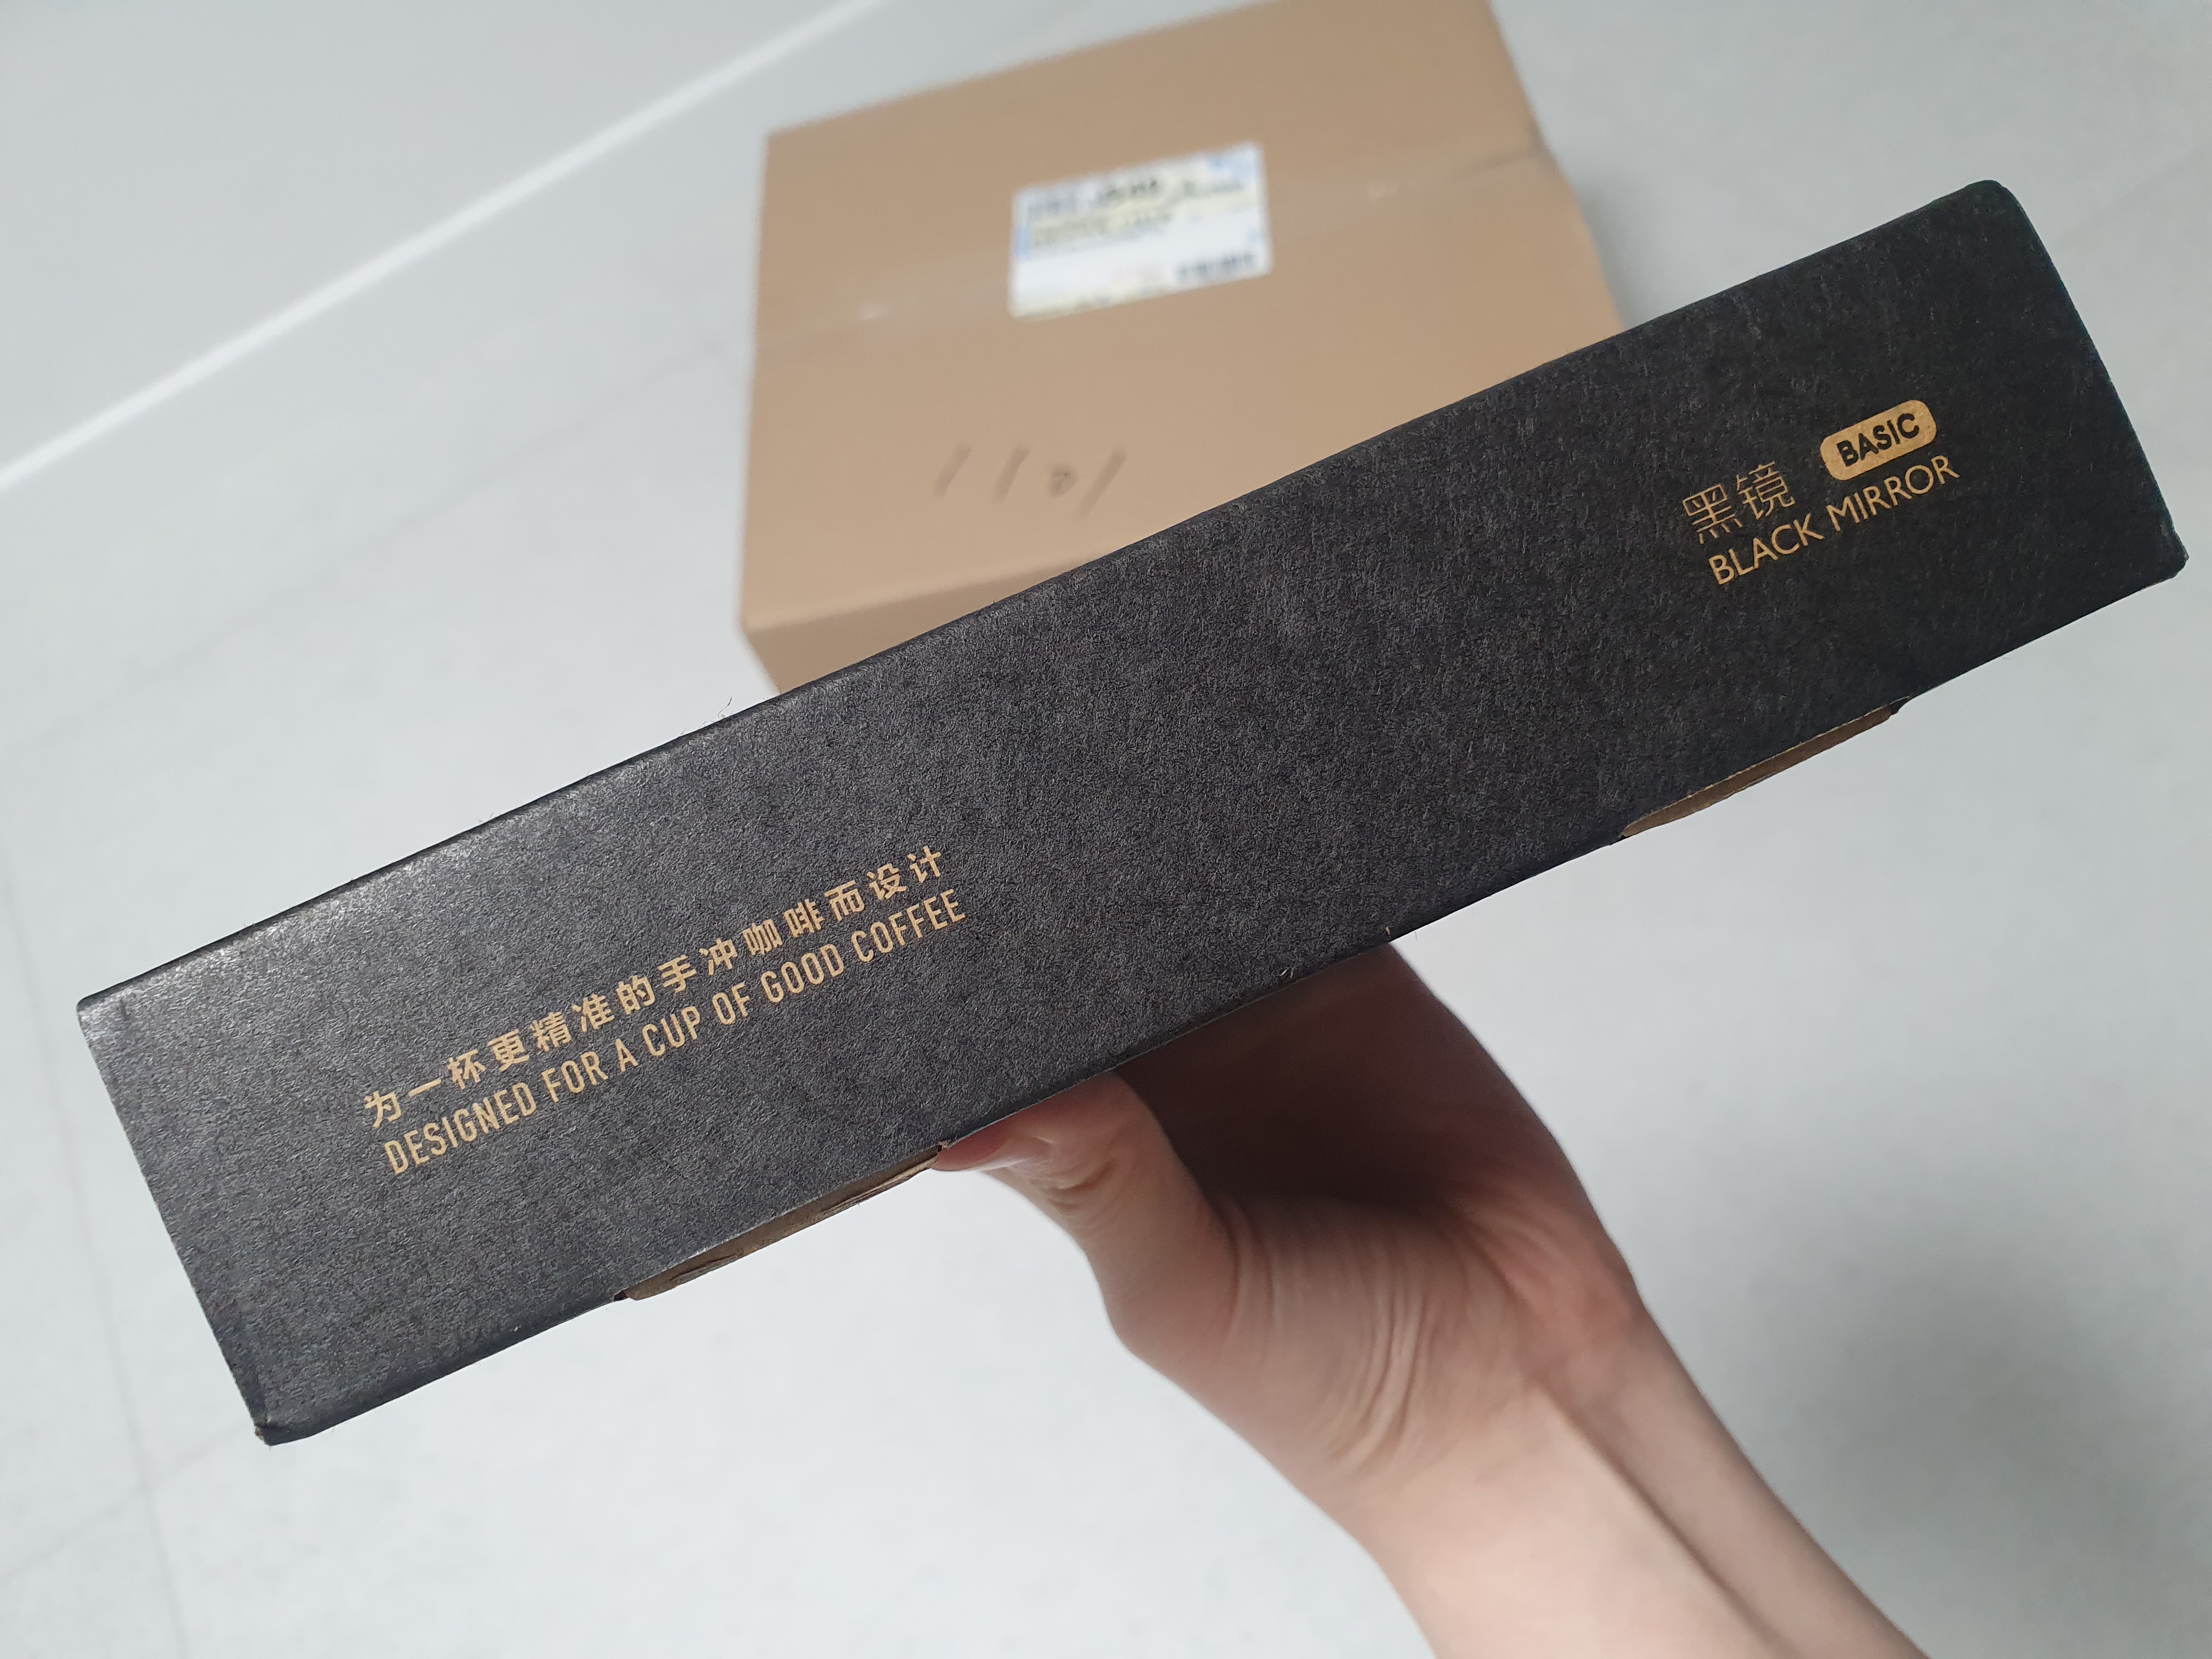 1101
黑镜 BASIC
BLACK MIRROR
为一杯更精准的手冲咖啡而设计
DESIGNED FOR A CUP OF GOOD COFFEE